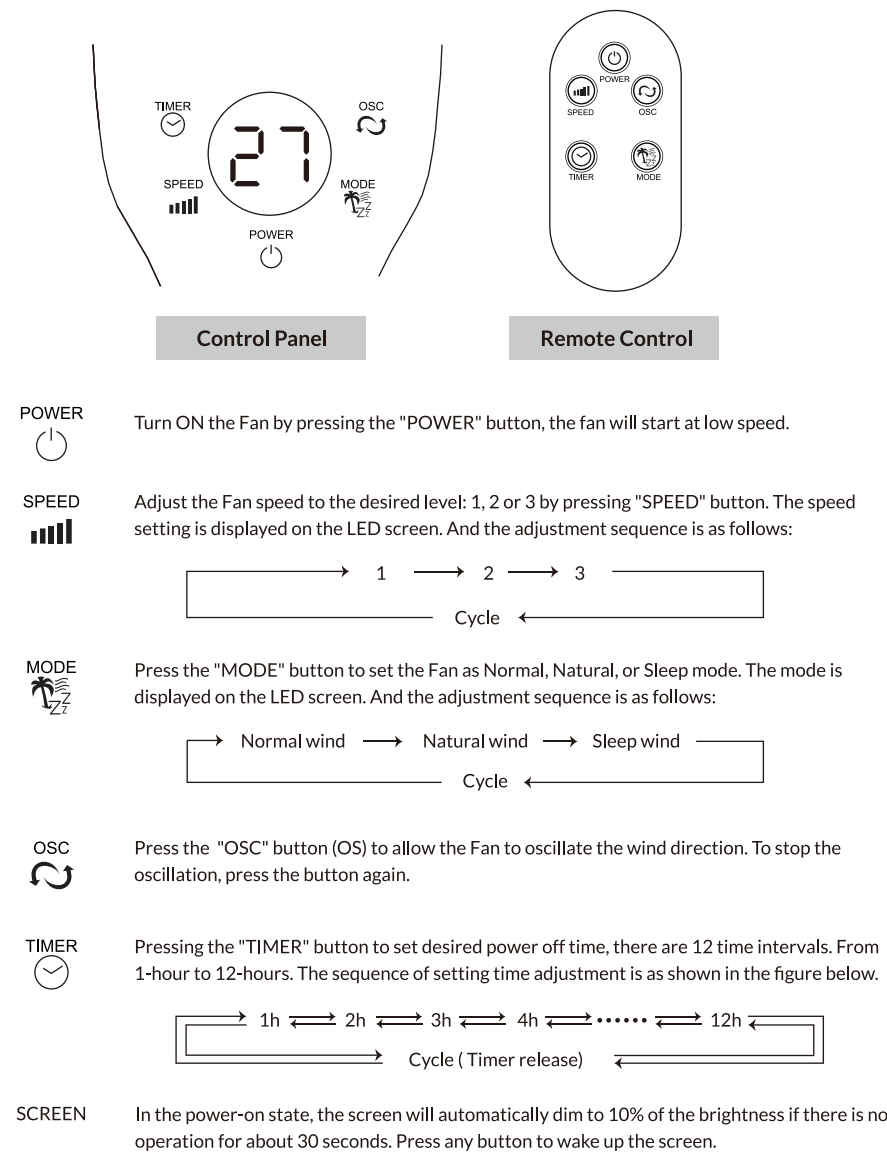 TIMER
OSC
27
SPEED
MODE
POWER
POWER
SPEED
OSC
TIMER
MODE
Control Panel
Remote Control
POWER
Turn ON the Fan by pressing the "POWER" button, the fan will start at low speed.
SPEED
Adjust the Fan speed to the desired level: 1, 2 or 3 by pressing "SPEED" button. The speed
setting is displayed on the LED screen. And the adjustment sequence is as follows:
1 2 3
Cycle
MODE
Press the "MODE" button to set the Fan as Normal, Natural, or Sleep mode. The mode is
displayed on the LED screen. And the adjustment sequence is as follows:
Normal wind Natural wind Sleep wind
Cycle
OSC
Press the "OSC" button (OS) to allow the Fan to oscillate the wind direction. To stop the
oscillation, press the button again.
TIMER
Pressing the "TIMER" button to set desired power off time, there are 12 time intervals. From
1-hour to 12-hours. The sequence of setting time adjustment is as shown in the figure below.
1h 2h 3h 4h •••••• 12h
Cycle ( Timer release)
SCREEN
In the power-on state, the screen will automatically dim to 10% of the brightness if there is no
operation for about 30 seconds. Press any button to wake up the screen.